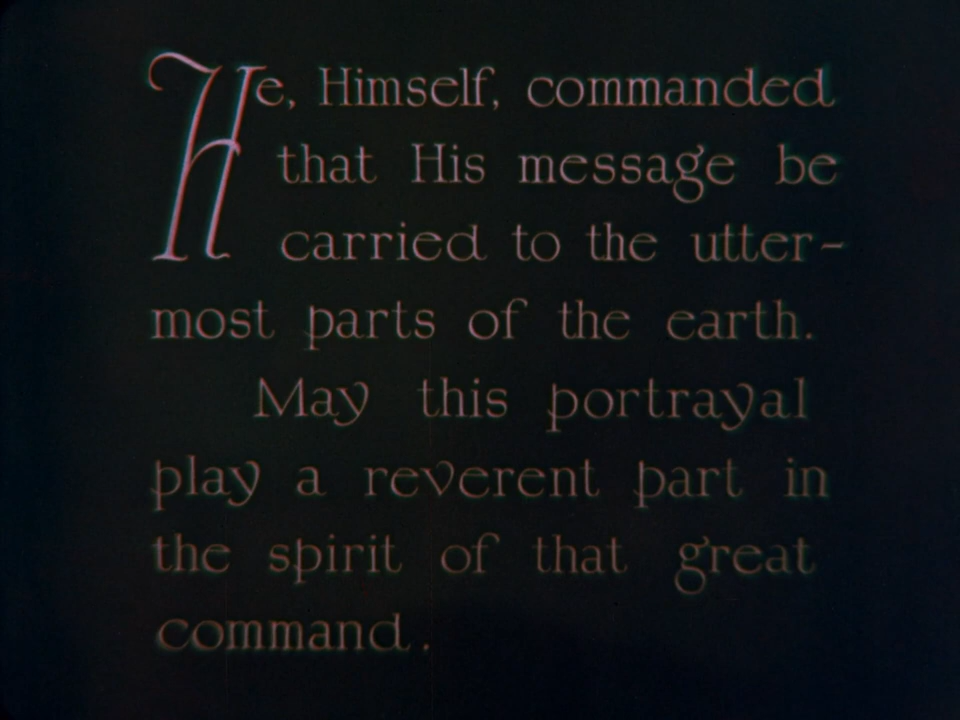 He, Himself, commanded
that His message be
carried to the utter-
most parts of the earth.
May this portrayal
play a reverent part in
the spirit of that great
command.